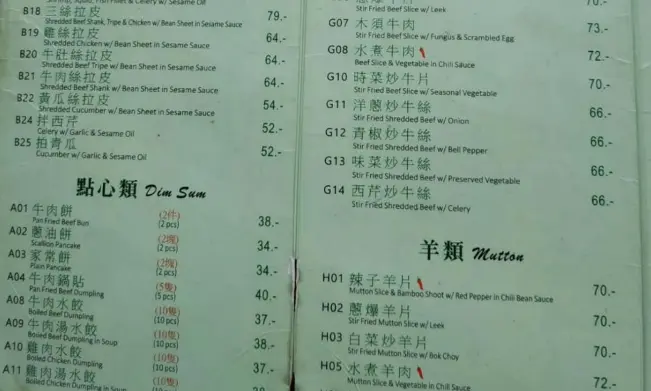 Shredded Beef Shank, Tripe & Chicken w/ Bean Sheet in Sesame Sauce
B18 三絲拉皮 79.-
B19 雞絲拉皮 64.-
Shredded Chicken w/ Bean Sheet in Sesame Sauce
B20 牛肚絲拉皮 64.-
Shredded Beef Tripe w/ Bean Sheet in Sesame Sauce
B21 牛肉絲拉皮 64.-
Shredded Beef Shank w/ Bean Sheet in Sesame Sauce
B22 黃瓜絲拉皮 54.-
Shredded Cucumber w/ Bean Sheet in Sesame Sauce
B24 拌西芹 52.-
Celery w/ Garlic & Sesame Oil
B25 拍青瓜 52.-
Cucumber w/ Garlic & Sesame Oil
點心類 Dim Sum
A01 牛肉餅 (2件) 38.-
Pan Fried Beef Bun (2 pcs)
A02 蔥油餅 (2塊) 34.-
Scallion Pancake (2 pcs)
A03 家常餅 (2塊) 34.-
Plain Pancake (2 pcs)
A04 牛肉鍋貼 (5隻) 40.-
Pan Fried Beef Dumpling (5 pcs)
A08 牛肉水餃 (10隻) 37.-
Boiled Beef Dumpling (10 pcs)
A09 牛肉湯水餃 (10隻) 38.-
Boiled Beef Dumpling in Soup (10 pcs)
A10 雞肉水餃 (10隻) 37.-
Boiled Chicken Dumpling (10 pcs)
A11 雞肉湯水餃 (10隻)
Boiled Chicken Dumpling in Soup (10 pcs)
70.-
Stir Fried Beef Slice w/ Leek
G07 木須牛肉 73.-
Stir Fried Beef Slice w/ Fungus & Scrambled Egg
G08 水煮牛肉 72.-
Beef Slice & Vegetable in Chili Sauce
G10 時菜炒牛片 70.-
Stir Fried Beef Slice w/ Seasonal Vegetable
G11 洋蔥炒牛絲 66.-
Stir Fried Shredded Beef w/ Onion
G12 青椒炒牛絲 66.-
Stir Fried Shredded Beef w/ Bell Pepper
G13 味菜炒牛絲 66.-
Stir Fried Shredded Beef w/ Preserved Vegetable
G14 西芹炒牛絲 66.-
Stir Fried Shredded Beef w/ Celery
羊類 Mutton
H01 辣子羊片 70.-
Mutton Slice & Bamboo Shoot w/ Red Pepper in Chili Bean Sauce
H02 蔥爆羊片 70.-
Stir Fried Mutton Slice w/ Leek
H03 白菜炒羊片 70.-
Stir Fried Mutton Slice w/ Bok Choy
H05 水煮羊肉 72.-
Mutton Slice & Vegetable in Chili Sauce